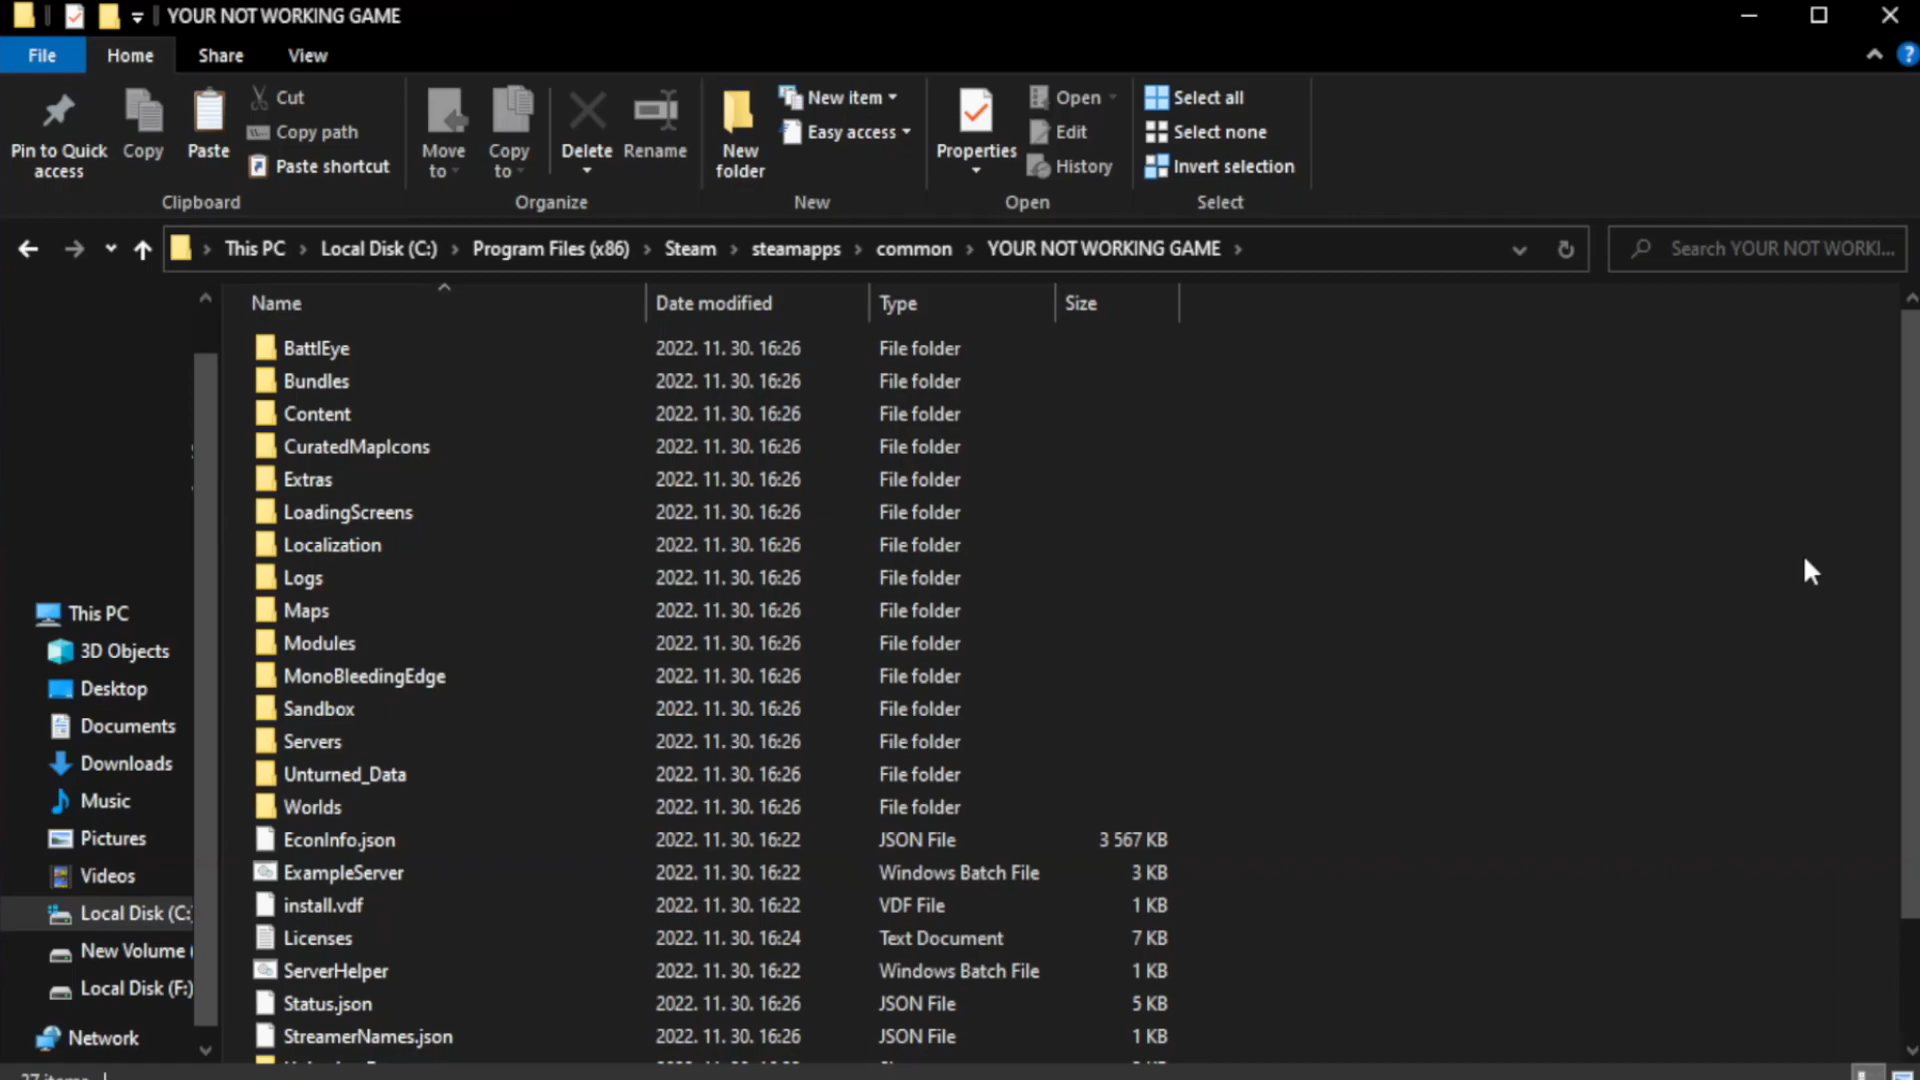 YOUR NOT WORKING GAME
File Home Share View
Pin to Quick access
Copy
Paste
Cut
Copy path
Paste shortcut
Clipboard
Move to
Copy to
Delete
Rename
Organize
New folder
New item
Easy access
New
Properties
Open
Edit
History
Open
Select all
Select none
Invert selection
Select
This PC Local Disk (C:) Program Files (x86) Steam steamapps common YOUR NOT WORKING GAME
Search YOUR NOT WORKI...
This PC
3D Objects
Desktop
Documents
Downloads
Music
Pictures
Videos
Local Disk (C:
New Volume (
Local Disk (F:)
Network
Name Date modified Type Size
BattlEye 2022. 11. 30. 16:26 File folder
Bundles 2022. 11. 30. 16:26 File folder
Content 2022. 11. 30. 16:26 File folder
CuratedMapIcons 2022. 11. 30. 16:26 File folder
Extras 2022. 11. 30. 16:26 File folder
LoadingScreens 2022. 11. 30. 16:26 File folder
Localization 2022. 11. 30. 16:26 File folder
Logs 2022. 11. 30. 16:26 File folder
Maps 2022. 11. 30. 16:26 File folder
Modules 2022. 11. 30. 16:26 File folder
MonoBleedingEdge 2022. 11. 30. 16:26 File folder
Sandbox 2022. 11. 30. 16:26 File folder
Servers 2022. 11. 30. 16:26 File folder
Unturned_Data 2022. 11. 30. 16:26 File folder
Worlds 2022. 11. 30. 16:26 File folder
EconInfo.json 2022. 11. 30. 16:22 JSON File 3 567 KB
ExampleServer 2022. 11. 30. 16:22 Windows Batch File 3 KB
install.vdf 2022. 11. 30. 16:22 VDF File 1 KB
Licenses 2022. 11. 30. 16:24 Text Document 7 KB
ServerHelper 2022. 11. 30. 16:22 Windows Batch File 1 KB
Status.json 2022. 11. 30. 16:26 JSON File 5 KB
StreamerNames.json 2022. 11. 30. 16:26 JSON File 1 KB